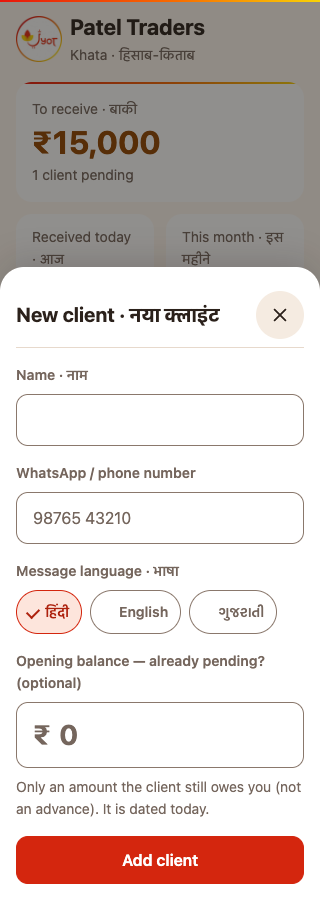 Jyot
Patel Traders
Khata · हिसाब-किताब
To receive · बाकी
₹15,000
1 client pending
Received today · आज
This month · इस महीने
New client · नया क्लाइंट
Name · नाम
WhatsApp / phone number
98765 43210
Message language · भाषा
हिंदी
English
ગુજરાતી
Opening balance — already pending?
(optional)
₹ 0
Only an amount the client still owes you (not
an advance). It is dated today.
Add client